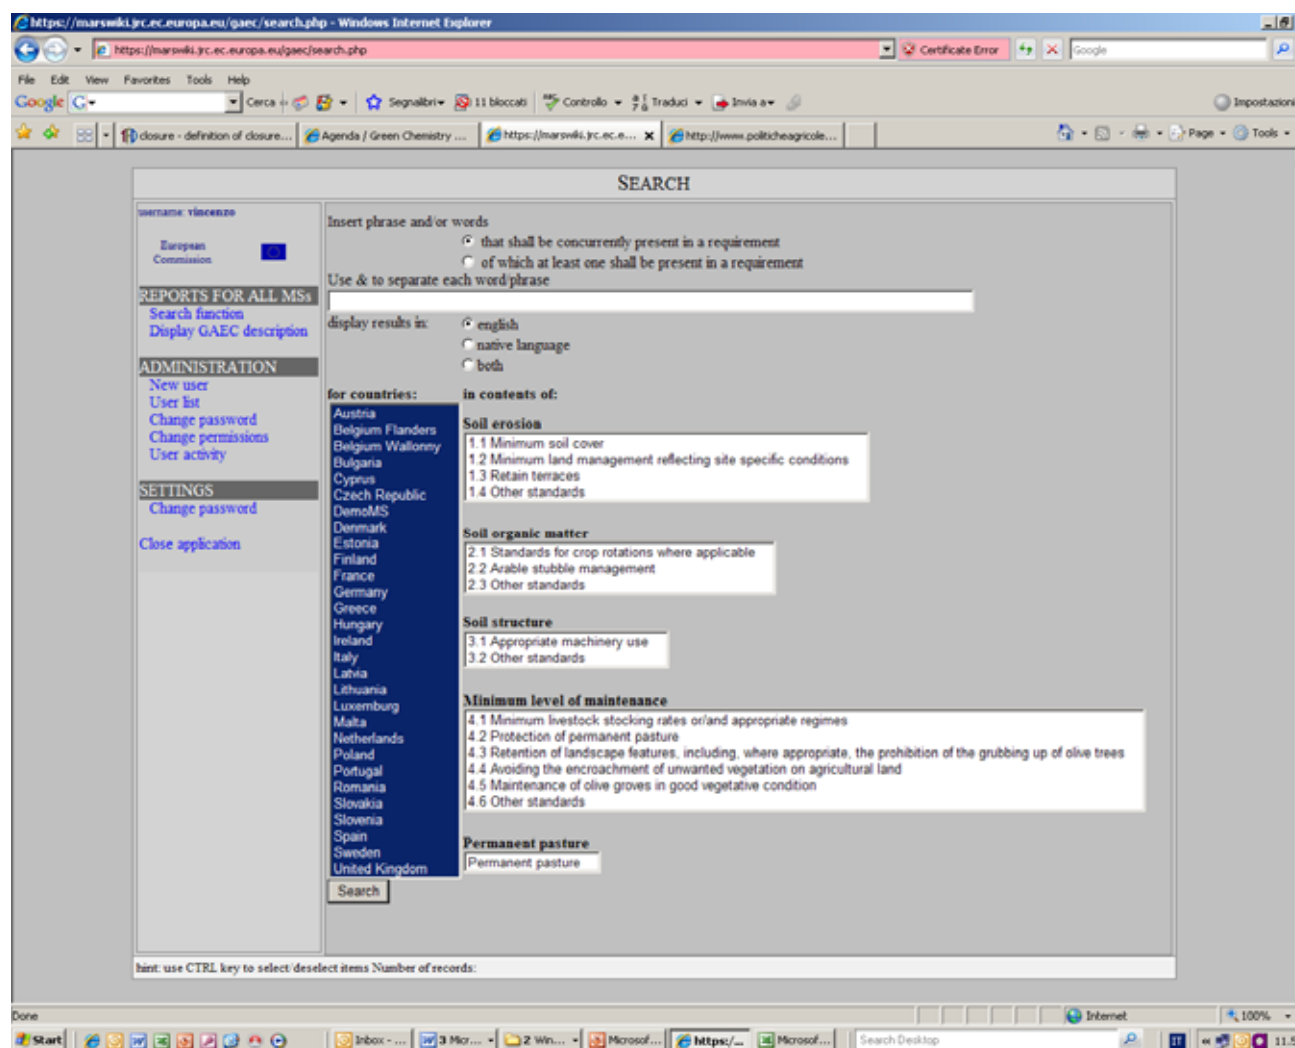 https://marswiki.jrc.ec.europa.eu/gaec/search.php - Windows Internet Explorer
https://marswiki.jrc.ec.europa.eu/gaec/search.php Certificate Error Google
File Edit View Favorites Tools Help
Google G Cerca Segnalibri 11 bloccati Controllo Traduci Invia a Impostazioni
closure - definition of closure... Agenda / Green Chemistry ... https://marswiki.jrc.ec.e... http://www.politicheagricole... Page Tools
SEARCH
username: vincenzo
European
Commission
REPORTS FOR ALL MSs
Search function
Display GAEC description
ADMINISTRATION
New user
User list
Change password
Change permissions
User activity
SETTINGS
Change password
Close application
Insert phrase and/or words
that shall be concurrently present in a requirement
of which at least one shall be present in a requirement
Use & to separate each word/phrase
display results in:
english
native language
both
for countries:
Austria
Belgium Flanders
Belgium Wallonny
Bulgaria
Cyprus
Czech Republic
DemoMS
Denmark
Estonia
Finland
France
Germany
Greece
Hungary
Ireland
Italy
Latvia
Lithuania
Luxemburg
Malta
Netherlands
Poland
Portugal
Romania
Slovakia
Slovenia
Spain
Sweden
United Kingdom
Search
in contents of:
Soil erosion
1.1 Minimum soil cover
1.2 Minimum land management reflecting site specific conditions
1.3 Retain terraces
1.4 Other standards
Soil organic matter
2.1 Standards for crop rotations where applicable
2.2 Arable stubble management
2.3 Other standards
Soil structure
3.1 Appropriate machinery use
3.2 Other standards
Minimum level of maintenance
4.1 Minimum livestock stocking rates or/and appropriate regimes
4.2 Protection of permanent pasture
4.3 Retention of landscape features, including, where appropriate, the prohibition of the grubbing up of olive trees
4.4 Avoiding the encroachment of unwanted vegetation on agricultural land
4.5 Maintenance of olive groves in good vegetative condition
4.6 Other standards
Permanent pasture
Permanent pasture
hint: use CTRL key to select/deselect items Number of records:
Done Internet 100%
Start Inbox - ... 3 Micr... 2 Win... Microsof... https:/... Microsof... Search Desktop IT 11.5